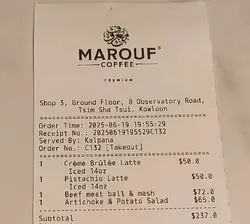 MAROUF
COFFEE
PREMIUM
Shop 3, Ground Floor, 8 Observatory Road,
Tsim Sha Tsui, Kowloon
Order Time: 2025-06-19 19:55:29
Receipt No.: 20250619195529C132
Served By: Kalpana
Order No.: C132 [Takeout]
1 Crème Brûlée Latte $50.0
Iced 14oz
1 Pistachio Latte $50.0
Iced 14oz
1 Beef meat ball & mash $72.0
1 Artichoke & Potato Salad $65.0
Subtotal $237.0